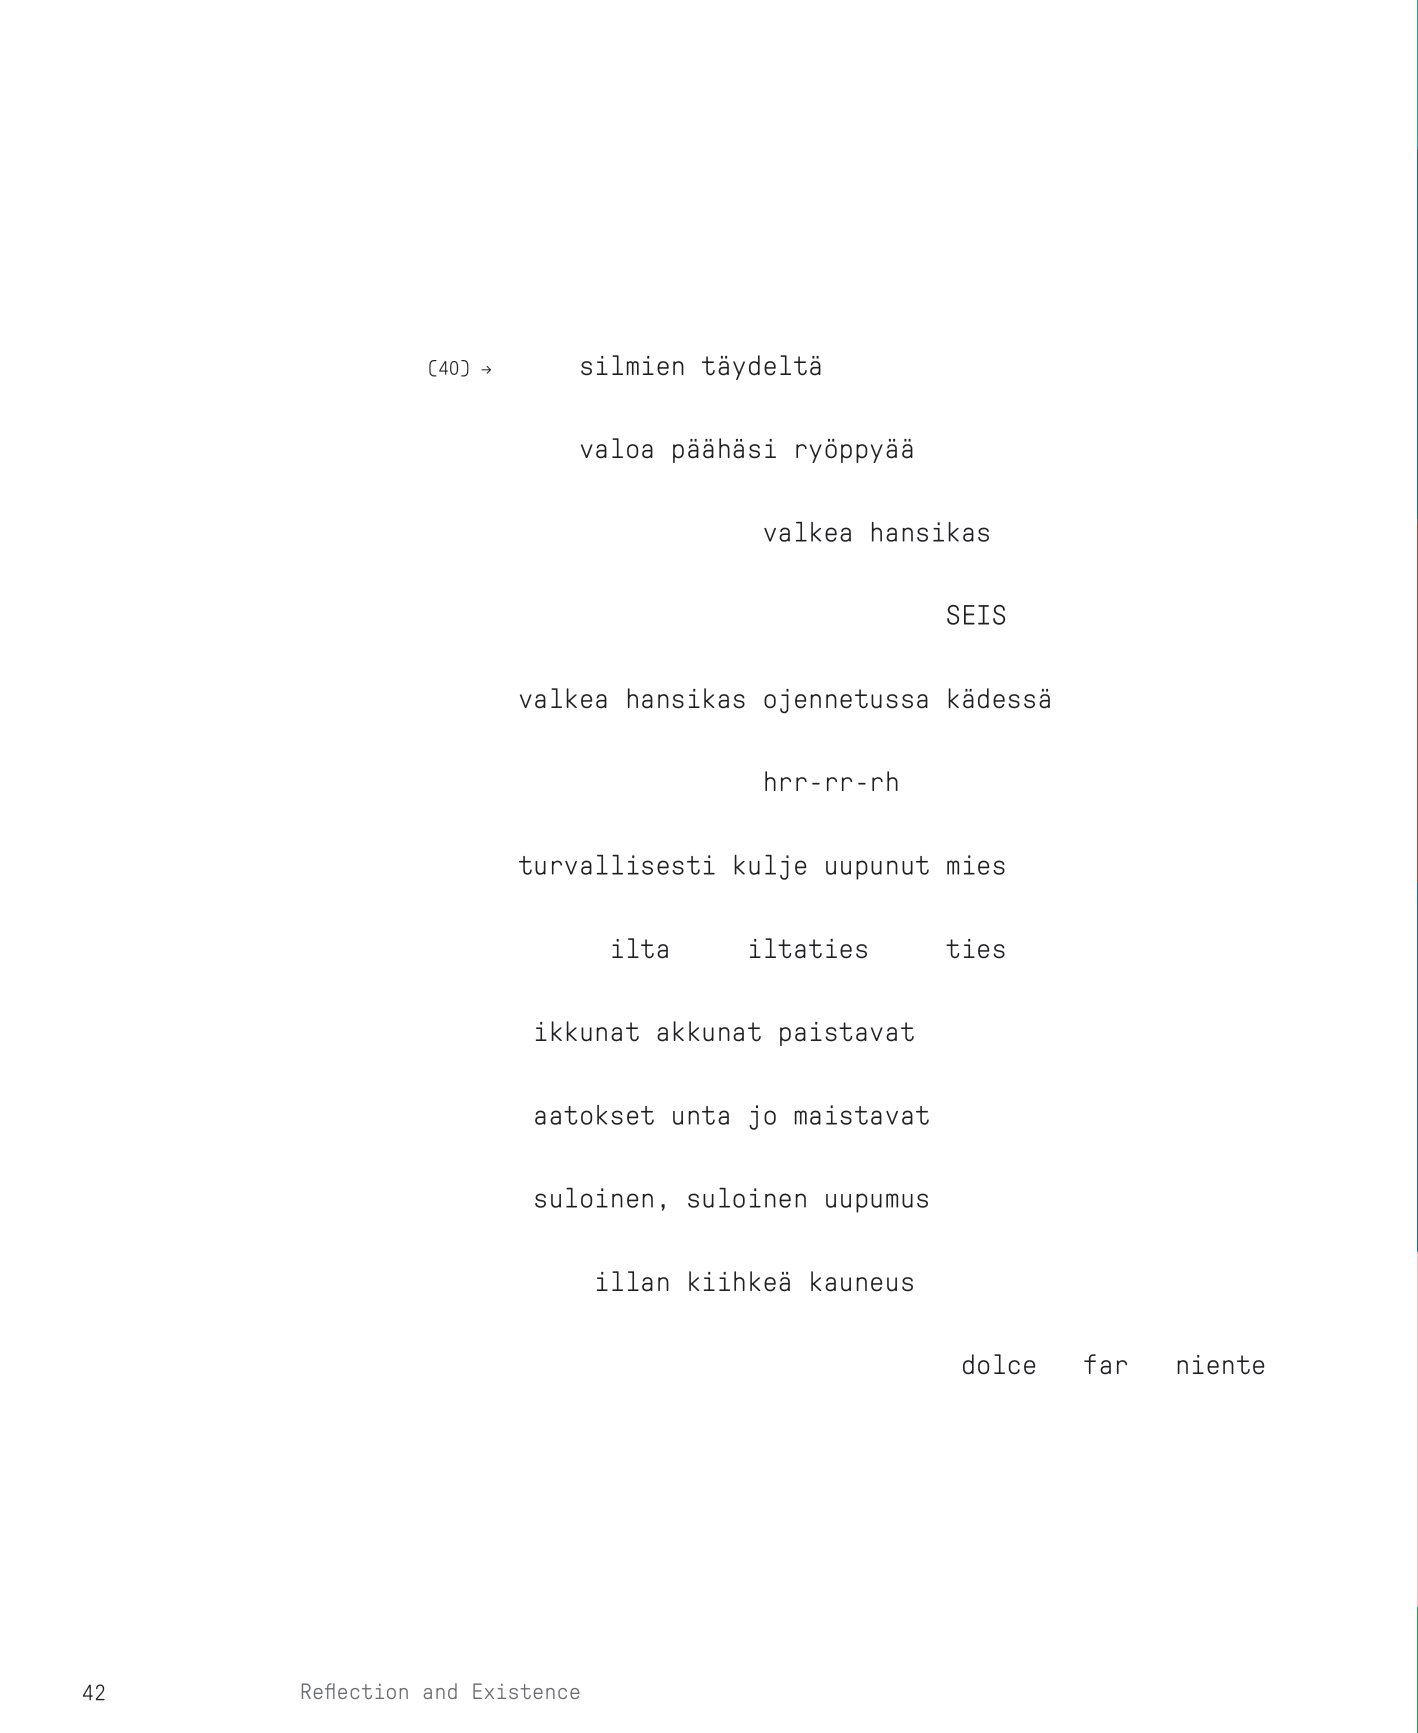 (40) → silmien täydeltä
valoa päähäsi ryöppyää
valkea hansikas
SEIS
valkea hansikas ojennetussa kädessä
hrr-rr-rh
turvallisesti kulje uupunut mies
ilta iltaties ties
ikkunat akkunat paistavat
aatokset unta jo maistavat
suloinen, suloinen uupumus
illan kiihkeä kauneus
dolce far niente
42 Reflection and Existence